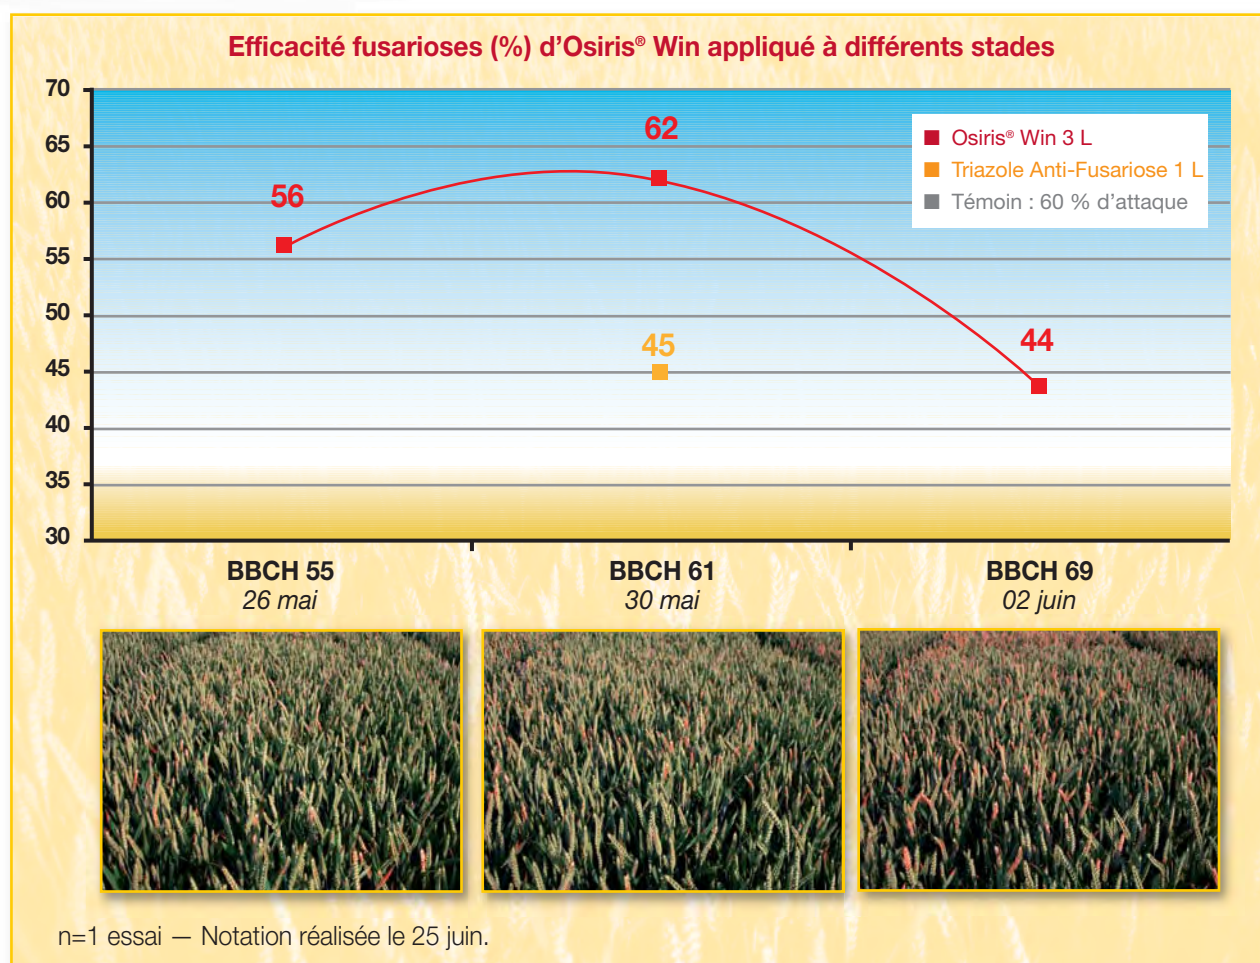 Efficacité fusarioses (%) d'Osiris® Win appliqué à différents stades
70
65
60
55
50
45
40
35
30
56
62
45
44
Osiris® Win 3 L
Triazole Anti-Fusariose 1 L
Témoin : 60 % d'attaque
BBCH 55
26 mai
BBCH 61
30 mai
BBCH 69
02 juin
n=1 essai — Notation réalisée le 25 juin.